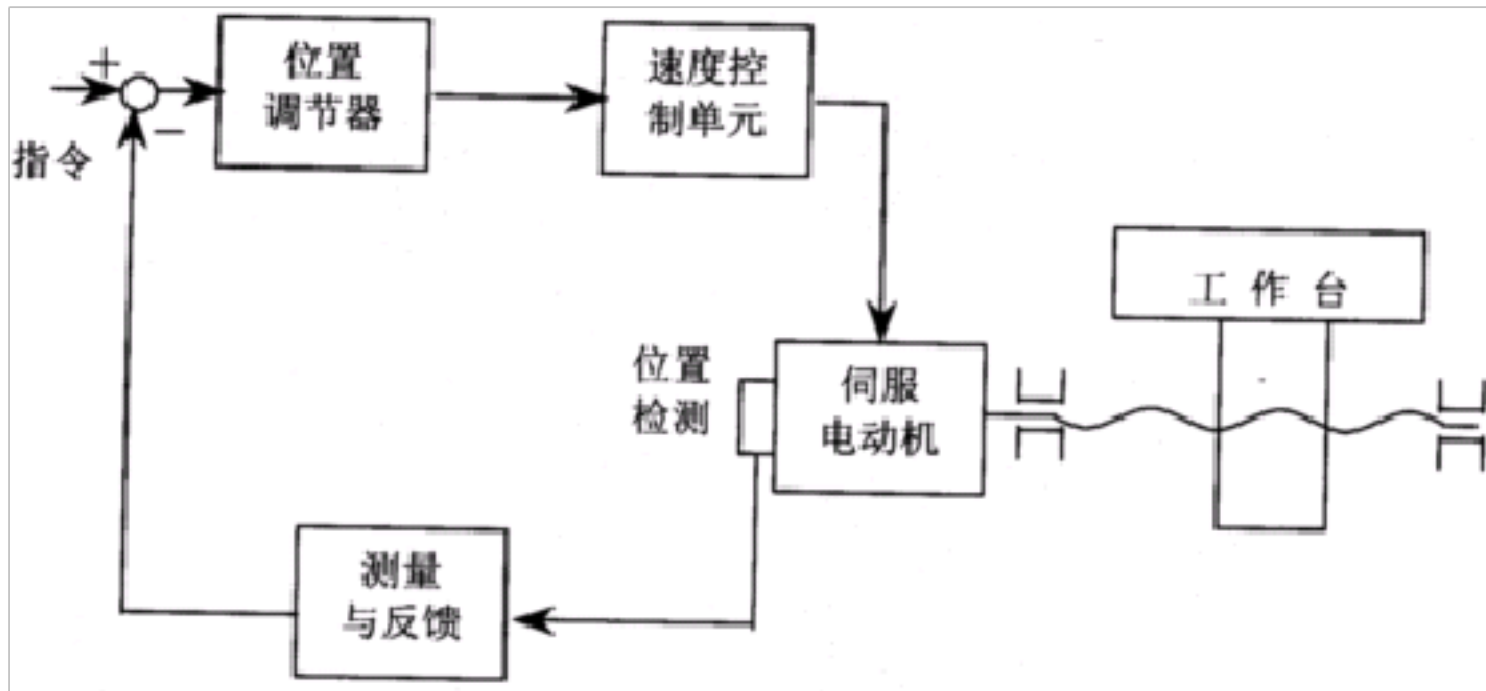 +
位置
调节器
速度控
制单元
−
指令
工作台
位置
检测
伺服
电动机
测量
与反馈